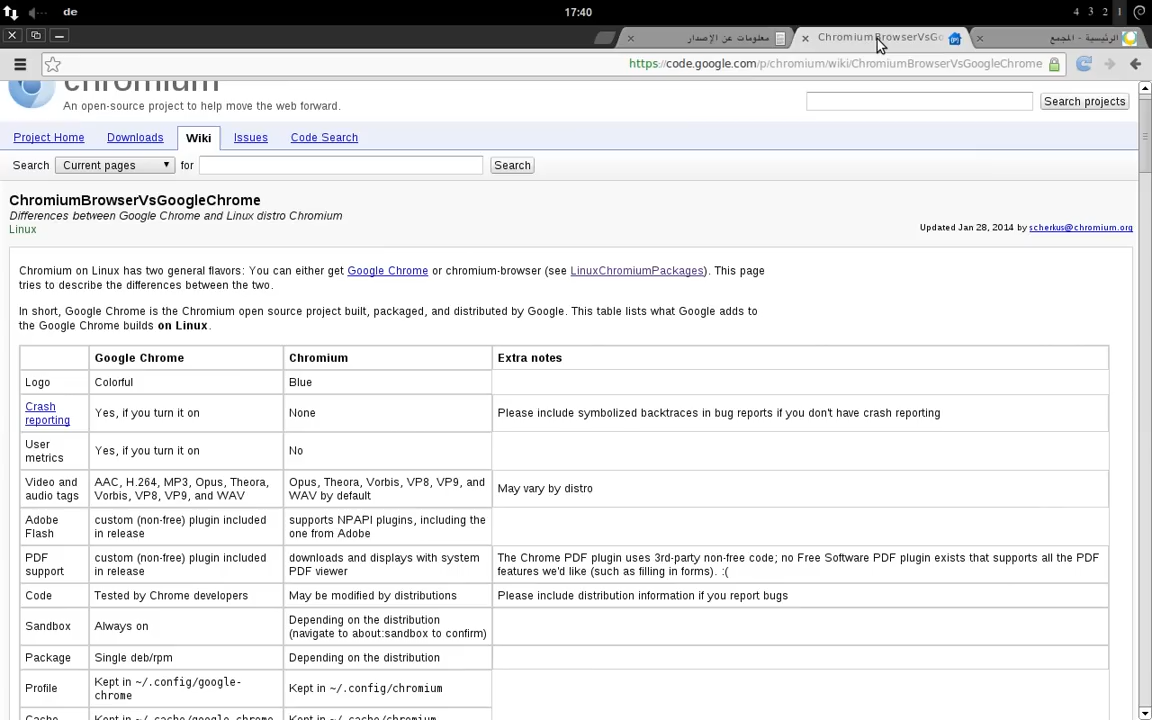 de
17:40
4 3 2 1
معلومات عن الإصدار
ChromiumBrowserVsGo
الرئيسية - المجمع
https://code.google.com/p/chromium/wiki/ChromiumBrowserVsGoogleChrome
chromium
An open-source project to help move the web forward.
Search projects
Project Home Downloads Wiki Issues Code Search
Search Current pages for Search
ChromiumBrowserVsGoogleChrome
Differences between Google Chrome and Linux distro Chromium
Linux
Updated Jan 28, 2014 by scherkus@chromium.org
Chromium on Linux has two general flavors: You can either get Google Chrome or chromium-browser (see LinuxChromiumPackages). This page
tries to describe the differences between the two.
In short, Google Chrome is the Chromium open source project built, packaged, and distributed by Google. This table lists what Google adds to
the Google Chrome builds on Linux.
Google Chrome Chromium Extra notes
Logo Colorful Blue
Crash
reporting
Yes, if you turn it on None Please include symbolized backtraces in bug reports if you don't have crash reporting
User
metrics
Yes, if you turn it on No
Video and
audio tags
AAC, H.264, MP3, Opus, Theora,
Vorbis, VP8, VP9, and WAV
Opus, Theora, Vorbis, VP8, VP9, and
WAV by default
May vary by distro
Adobe
Flash
custom (non-free) plugin included
in release
supports NPAPI plugins, including the
one from Adobe
PDF
support
custom (non-free) plugin included
in release
downloads and displays with system
PDF viewer
The Chrome PDF plugin uses 3rd-party non-free code; no Free Software PDF plugin exists that supports all the PDF
features we'd like (such as filling in forms). :(
Code Tested by Chrome developers May be modified by distributions Please include distribution information if you report bugs
Sandbox Always on
Depending on the distribution
(navigate to about:sandbox to confirm)
Package Single deb/rpm Depending on the distribution
Profile
Kept in ~/.config/google-
chrome
Kept in ~/.config/chromium
Cache Kept in ~/.cache/google-chrome Kept in ~/.cache/chromium